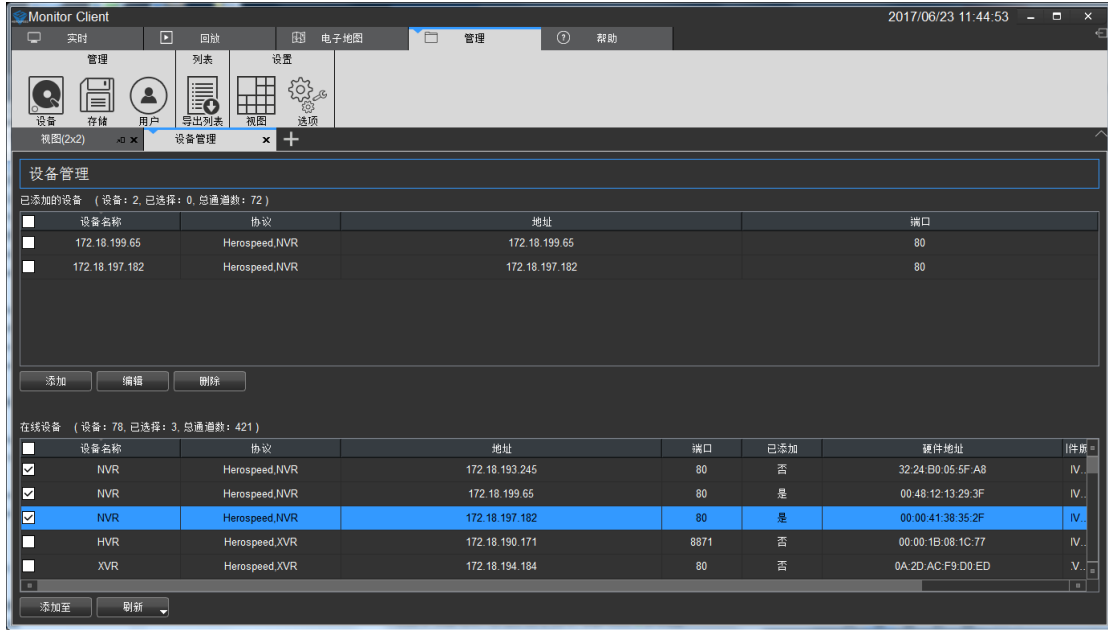 Monitor Client 2017/06/23 11:44:53
实时 回放 电子地图 管理 帮助
管理 列表 设置
设备 存储 用户 导出列表 视图 选项
视图(2x2) 设备管理
设备管理
已添加的设备 (设备: 2, 已选择: 0, 总通道数: 72)
设备名称 协议 地址 端口
172.18.199.65 Herospeed,NVR 172.18.199.65 80
172.18.197.182 Herospeed,NVR 172.18.197.182 80
添加 编辑 删除
在线设备 (设备: 78, 已选择: 3, 总通道数: 421)
设备名称 协议 地址 端口 已添加 硬件地址
NVR Herospeed,NVR 172.18.193.245 80 否 32:24:B0:05:5F:A8 IV..
NVR Herospeed,NVR 172.18.199.65 80 是 00:48:12:13:29:3F IV..
NVR Herospeed,NVR 172.18.197.182 80 是 00:00:41:38:35:2F IV..
HVR Herospeed,XVR 172.18.190.171 8871 否 00:00:1B:08:1C:77 IV..
XVR Herospeed,XVR 172.18.194.184 80 否 0A:2D:AC:F9:D0:ED .V..
添加至 刷新